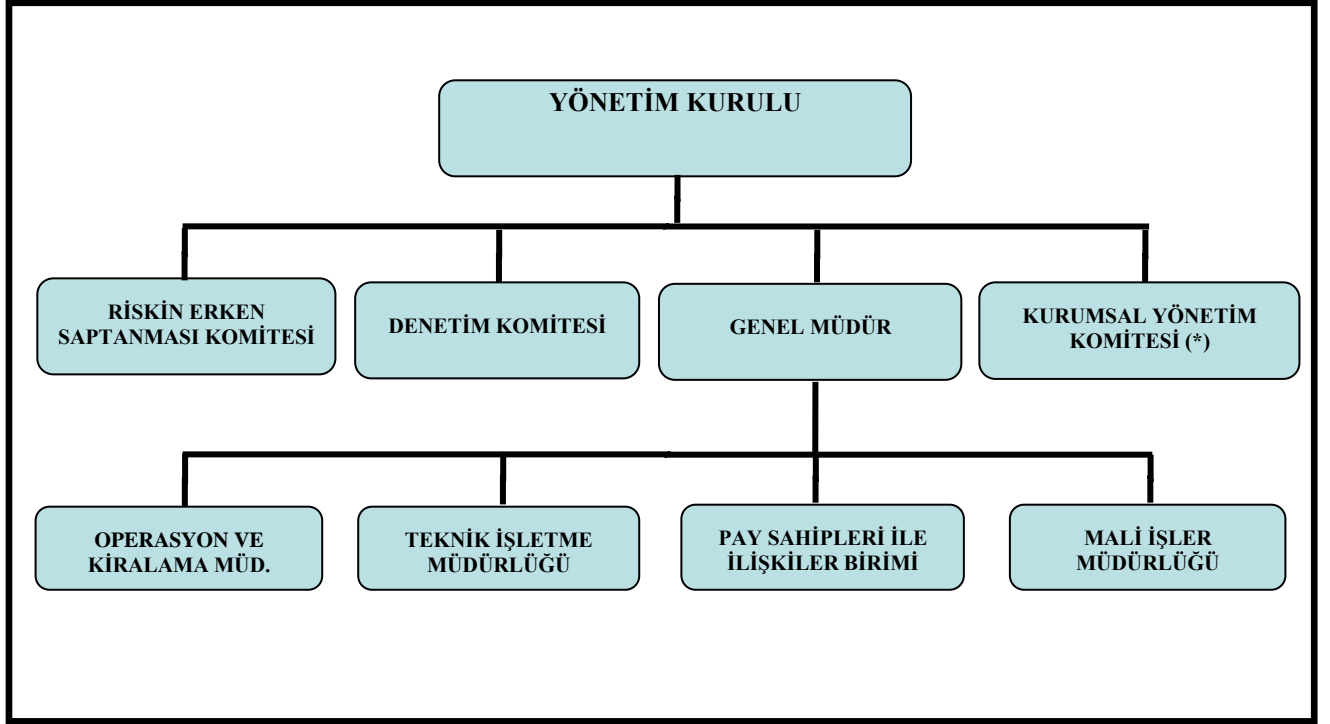 YÖNETİM KURULU
RİSKİN ERKEN
SAPTANMASI KOMİTESİ
DENETİM KOMİTESİ
GENEL MÜDÜR
KURUMSAL YÖNETİM
KOMİTESİ (*)
OPERASYON VE
KİRALAMA MÜD.
TEKNİK İŞLETME
MÜDÜRLÜĞÜ
PAY SAHİPLERİ İLE
İLİŞKİLER BİRİMİ
MALİ İŞLER
MÜDÜRLÜĞÜ